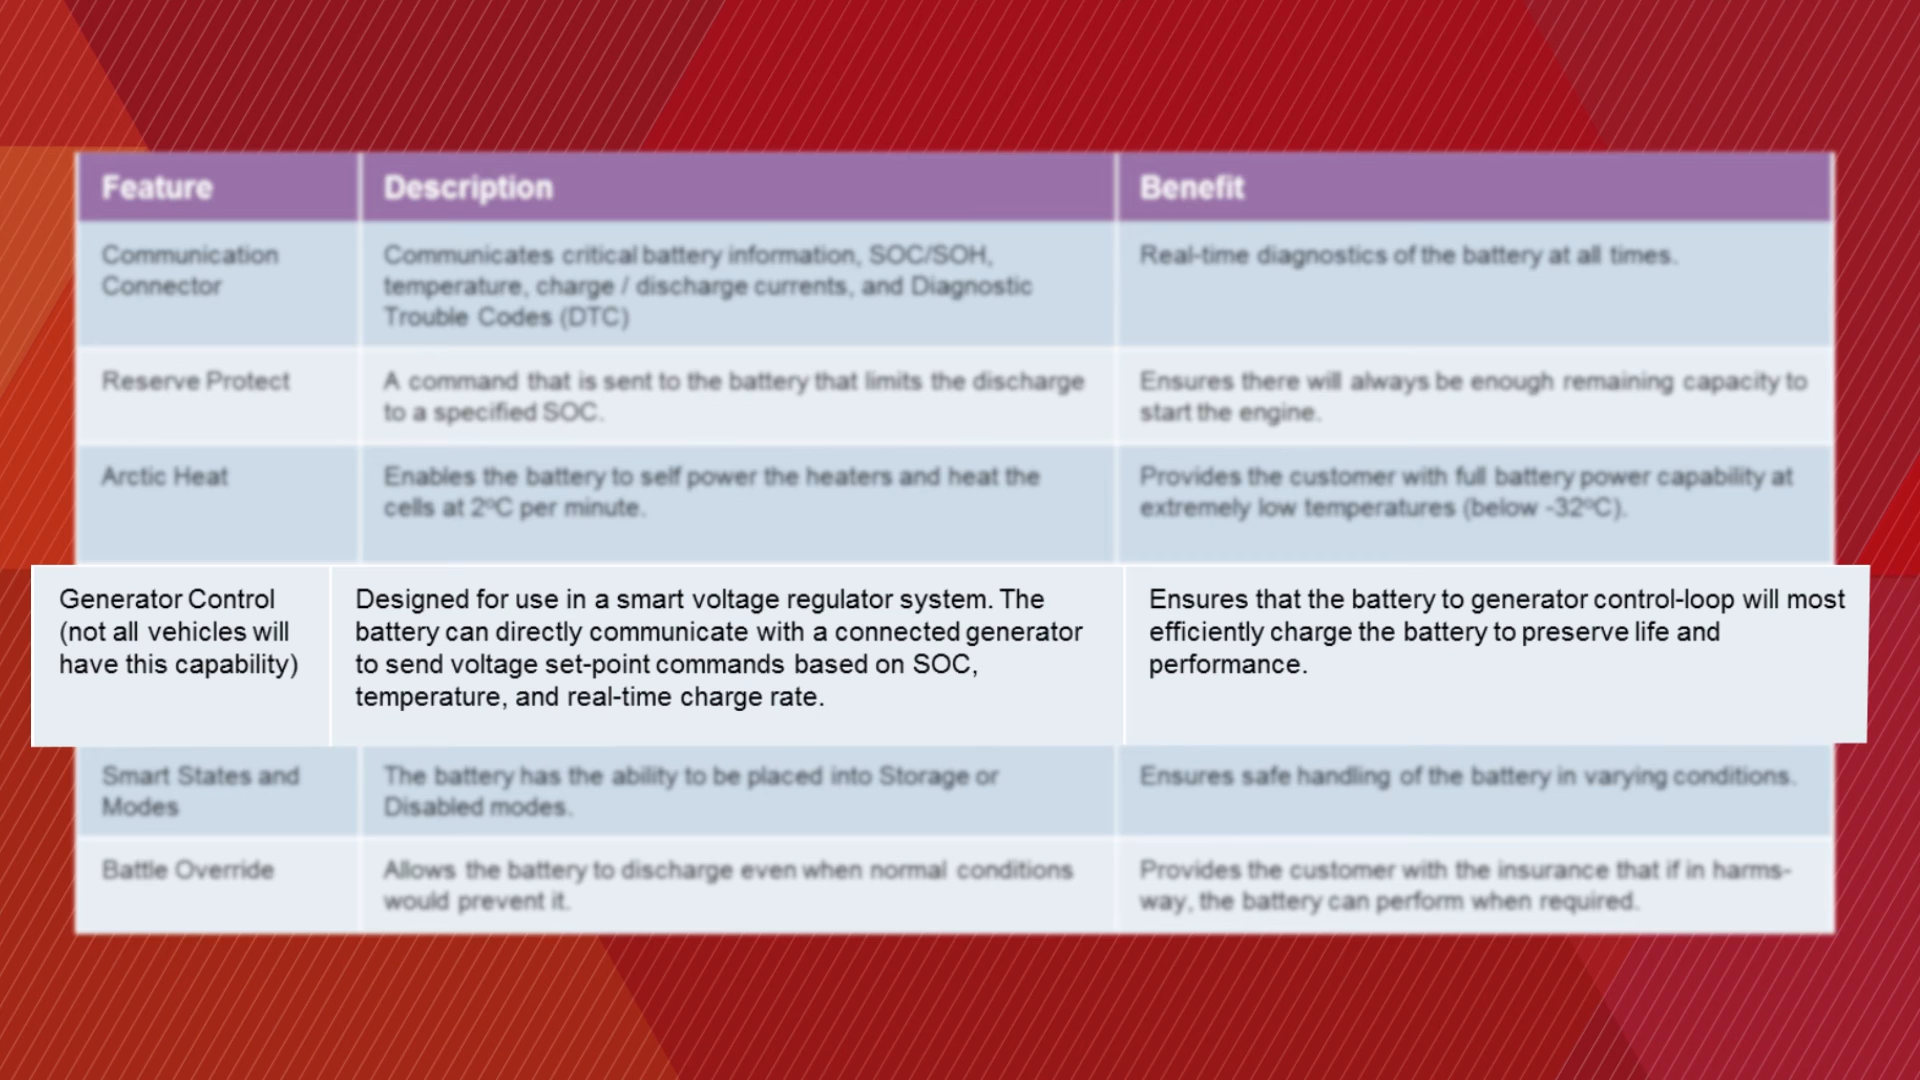 Feature
Description
Benefit
Communication
Connector
Communicates critical battery information, SOC/SOH,
temperature, charge / discharge currents, and Diagnostic
Trouble Codes (DTC)
Real-time diagnostics of the battery at all times.
Reserve Protect
A command that is sent to the battery that limits the discharge
to a specified SOC.
Ensures there will always be enough remaining capacity to
start the engine.
Arctic Heat
Enables the battery to self power the heaters and heat the
cells at 2ºC per minute.
Provides the customer with full battery power capability at
extremely low temperatures (below -32ºC).
Generator Control
(not all vehicles will
have this capability)
Designed for use in a smart voltage regulator system. The
battery can directly communicate with a connected generator
to send voltage set-point commands based on SOC,
temperature, and real-time charge rate.
Ensures that the battery to generator control-loop will most
efficiently charge the battery to preserve life and
performance.
Smart States and
Modes
The battery has the ability to be placed into Storage or
Disabled modes.
Ensures safe handling of the battery in varying conditions.
Battle Override
Allows the battery to discharge even when normal conditions
would prevent it.
Provides the customer with the insurance that if in harms-
way, the battery can perform when required.